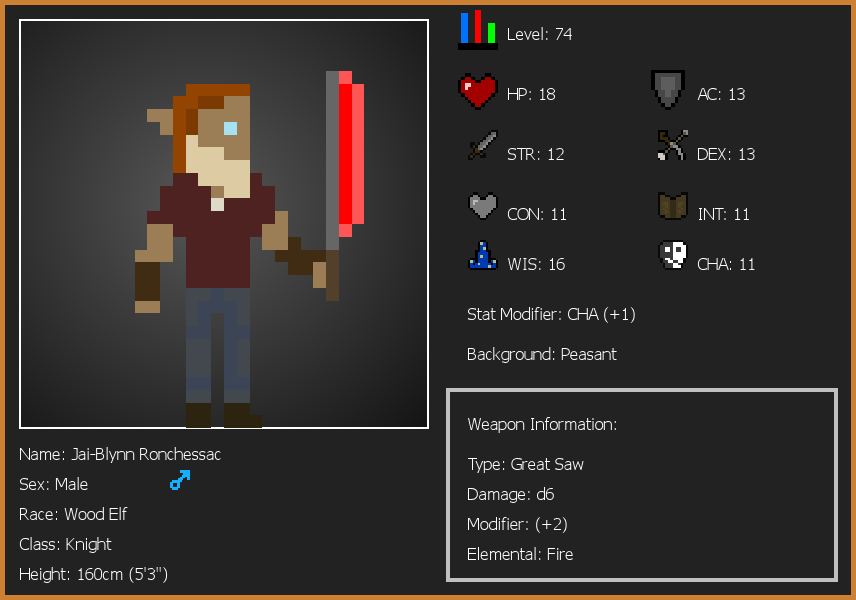 Level: 74
HP: 18
AC: 13
STR: 12
DEX: 13
CON: 11
INT: 11
WIS: 16
CHA: 11
Stat Modifier: CHA (+1)
Background: Peasant
Weapon Information:
Type: Great Saw
Damage: d6
Modifier: (+2)
Elemental: Fire
Name: Jai-Blynn Ronchessac
Sex: Male
Race: Wood Elf
Class: Knight
Height: 160cm (5'3")